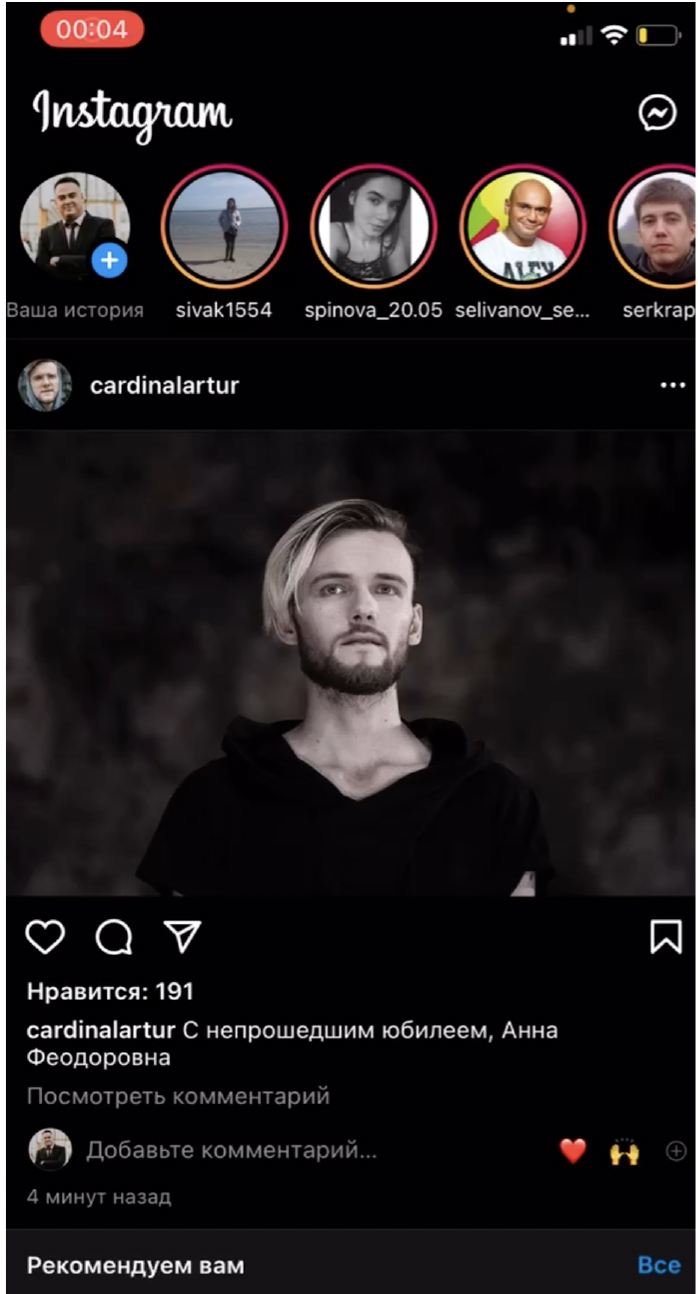 00:04
Instagram
Ваша история
sivak1554
spinova_20.05
selivanov_se...
serkrap
cardinalartur
ALEX
Нравится: 191
cardinalartur С непрошедшим юбилеем, Анна
Феодоровна
Посмотреть комментарий
Добавьте комментарий...
4 минут назад
Рекомендуем вам
Все